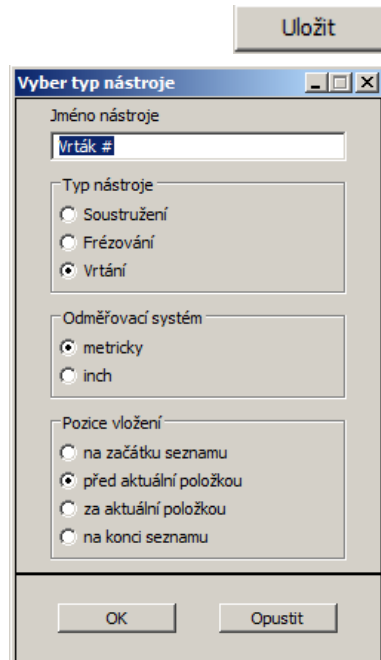 Uložit
Vyber typ nástroje
Jméno nástroje
Vrták #
Typ nástroje
Soustružení
Frézování
Vrtání
Odměřovací systém
metricky
inch
Pozice vložení
na začátku seznamu
před aktuální položkou
za aktuální položkou
na konci seznamu
OK Opustit